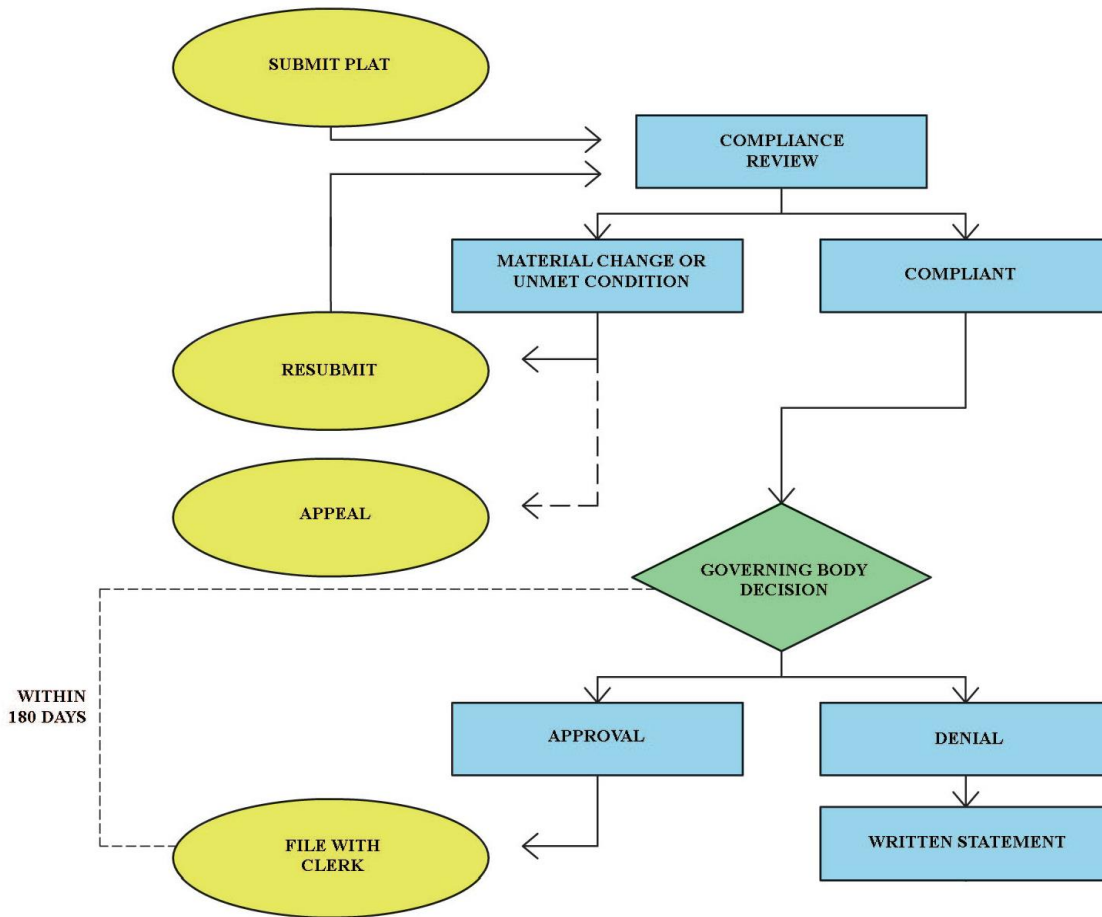 SUBMIT PLAT
COMPLIANCE
REVIEW
MATERIAL CHANGE OR
UNMET CONDITION
COMPLIANT
RESUBMIT
APPEAL
GOVERNING BODY
DECISION
WITHIN
180 DAYS
APPROVAL
DENIAL
FILE WITH
CLERK
WRITTEN STATEMENT